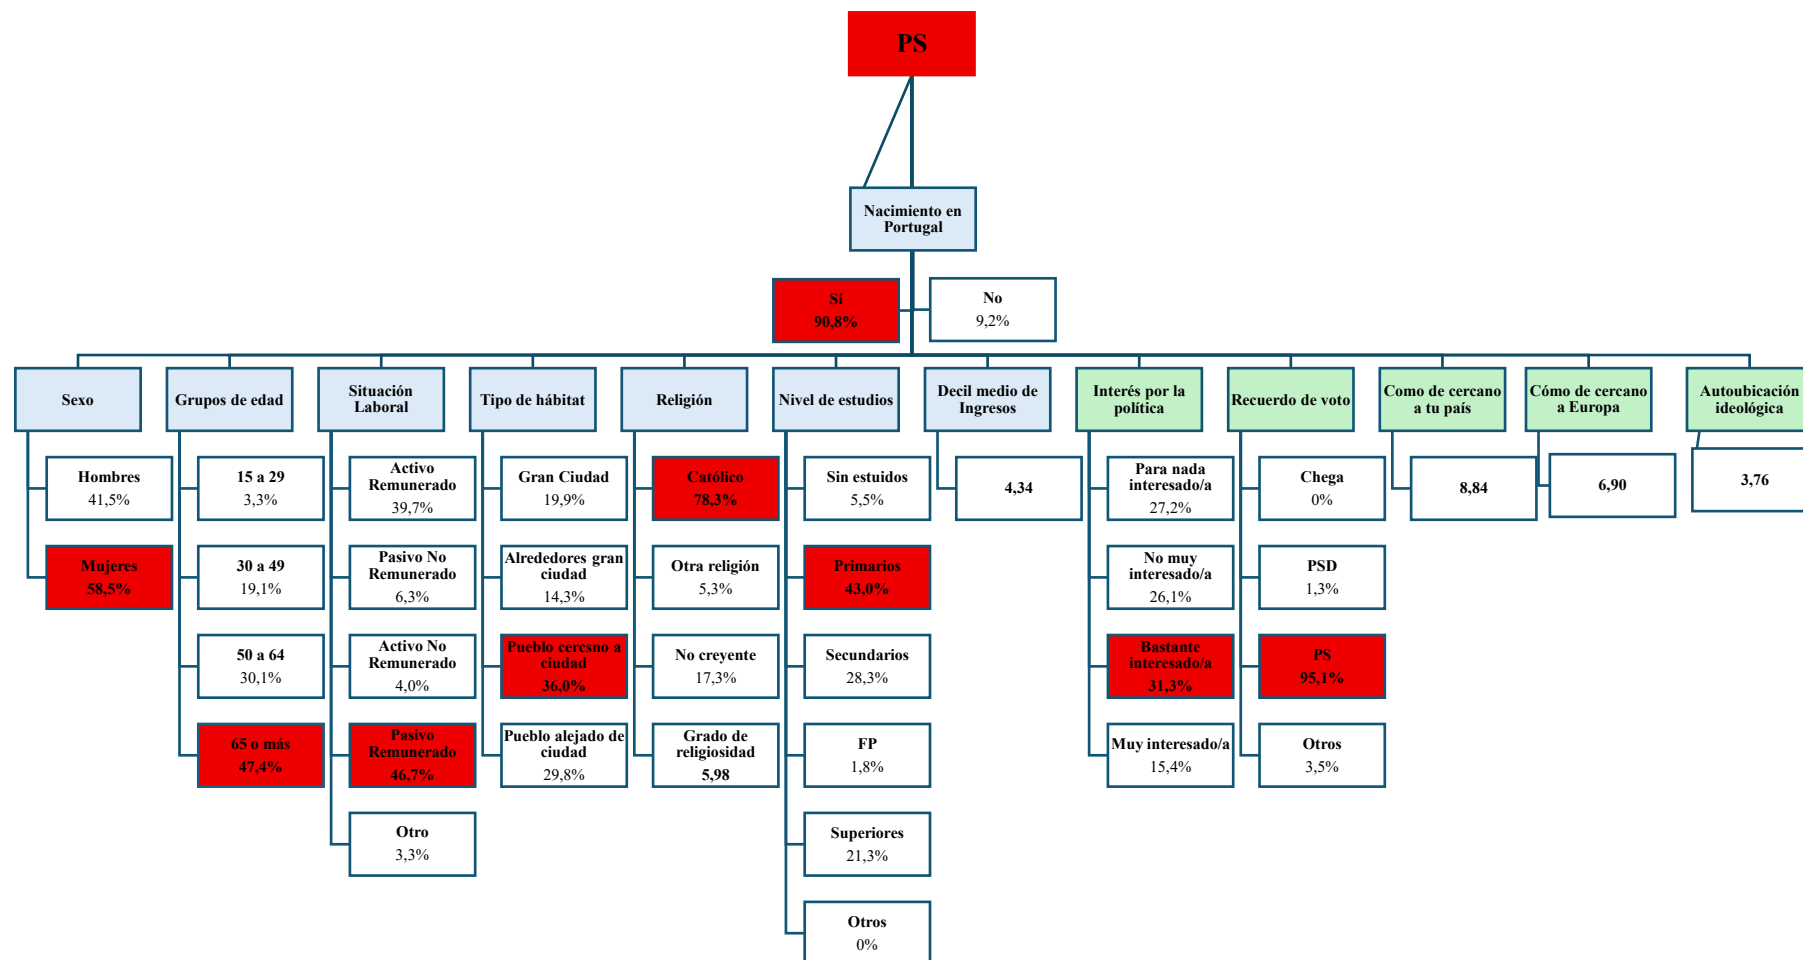 PS
Nacimiento en
Portugal
Sí
90,8%
No
9,2%
Sexo
Hombres
41,5%
Mujeres
58,5%
Grupos de edad
15 a 29
3,3%
30 a 49
19,1%
50 a 64
30,1%
65 o más
47,4%
Situación
Laboral
Activo
Remunerado
39,7%
Pasivo No
Remunerado
6,3%
Activo No
Remunerado
4,0%
Pasivo
Remunerado
46,7%
Otro
3,3%
Tipo de hábitat
Gran Ciudad
19,9%
Alrededores gran
ciudad
14,3%
Pueblo cercsno a
ciudad
36,0%
Pueblo alejado de
ciudad
29,8%
Religión
Católico
78,3%
Otra religión
5,3%
No creyente
17,3%
Grado de
religiosidad
5,98
Nivel de estudios
Sin estuidos
5,5%
Primarios
43,0%
Secundarios
28,3%
FP
1,8%
Superiores
21,3%
Otros
0%
Decil medio de
Ingresos
4,34
Interés por la
política
Para nada
interesado/a
27,2%
No muy
interesado/a
26,1%
Bastante
interesado/a
31,3%
Muy interesado/a
15,4%
Recuerdo de voto
Chega
0%
PSD
1,3%
PS
95,1%
Otros
3,5%
Como de cercano
a tu país
8,84
Cómo de cercano
a Europa
6,90
Autoubicación
ideológica
3,76